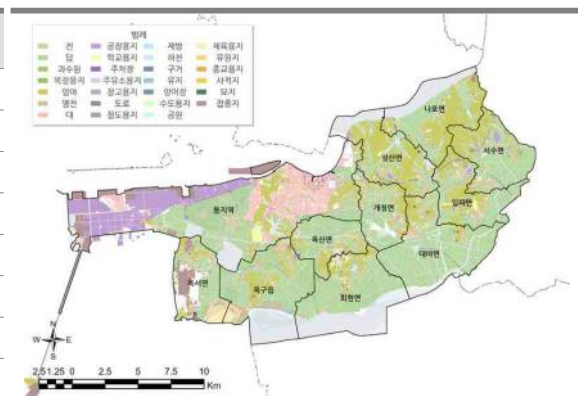 범례
전 공장용지 제방 체육용지
답 학교용지 하천 유원지
과수원 주차장 구거 종교용지
목장용지 주유소용지 유지 사적지
임야 창고용지 양어장 묘지
염전 도로 수도용지 잡종지
대 철도용지 공원
나포면
성산면
서수면
개정면
임피면
동지역
옥산면
대야면
옥서면
옥구읍
회현면
N
W E
S
2.5 1.25 0 2.5 5 7.5 10
Km